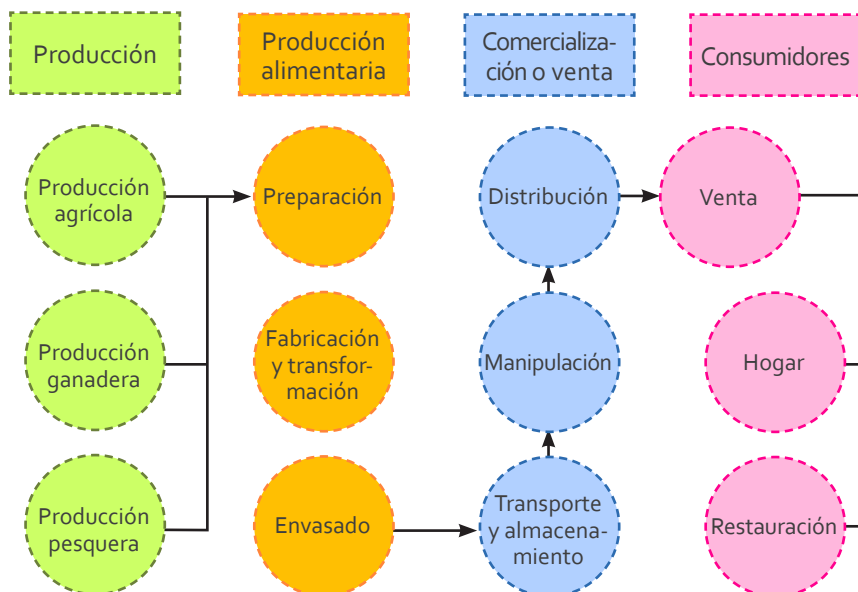 Producción
Producción
alimentaria
Comercializa-
ación o venta
Consumidores
Producción
agrícola
Preparación
Distribución
Venta
Producción
ganadera
Fabricación
y transfor-
mación
Manipulación
Hogar
Producción
pesquera
Envasado
Transporte
y almacena-
miento
Restauración